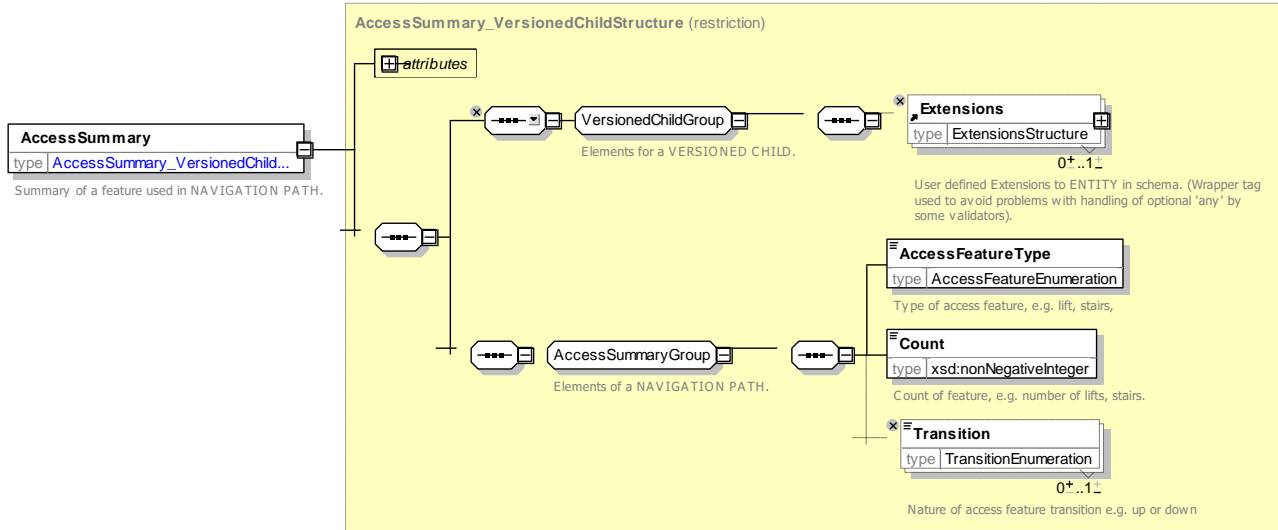 AccessSummary_VersionedChildStructure (restriction)
attributes
AccessSummary
type AccessSummary_VersionedChild...
Summary of a feature used in NAVIGATION PATH.
VersionedChildGroup
Elements for a VERSIONED CHILD.
Extensions
type ExtensionsStructure
0..1
User defined Extensions to ENTITY in schema. (Wrapper tag
used to avoid problems with handling of optional 'any' by
some validators).
AccessSummaryGroup
Elements of a NAVIGATION PATH.
AccessFeatureType
type AccessFeatureEnumeration
Type of access feature, e.g. lift, stairs,
Count
type xsd:nonNegativeInteger
Count of feature, e.g. number of lifts, stairs.
Transition
type TransitionEnumeration
0..1
Nature of access feature transition e.g. up or down